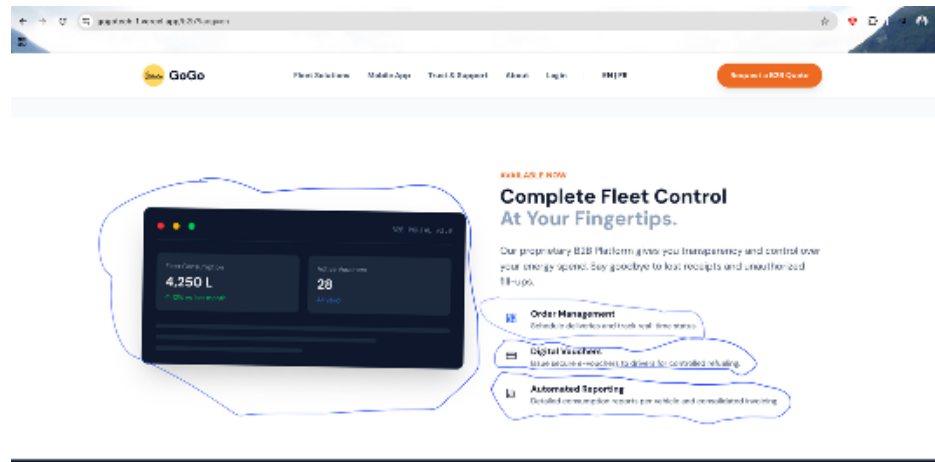 GoGo
Fleet Solutions Mobile App Trust & Support About Login EN|FR
Request a B2B Quote
AVAILABLE NOW
Complete Fleet Control
At Your Fingertips.
Our proprietary B2B Platform gives you transparency and control over
your energy spend. Say goodbye to lost receipts and unauthorized
fill-ups.
Fleet Consumption
4,250 L
Active Vouchers
28
Order Management
Schedule deliveries and track real-time status
Digital Vouchers
Issue secure e-vouchers to drivers for controlled refueling.
Automated Reporting
Detailed consumption reports per vehicle and consolidated invoicing